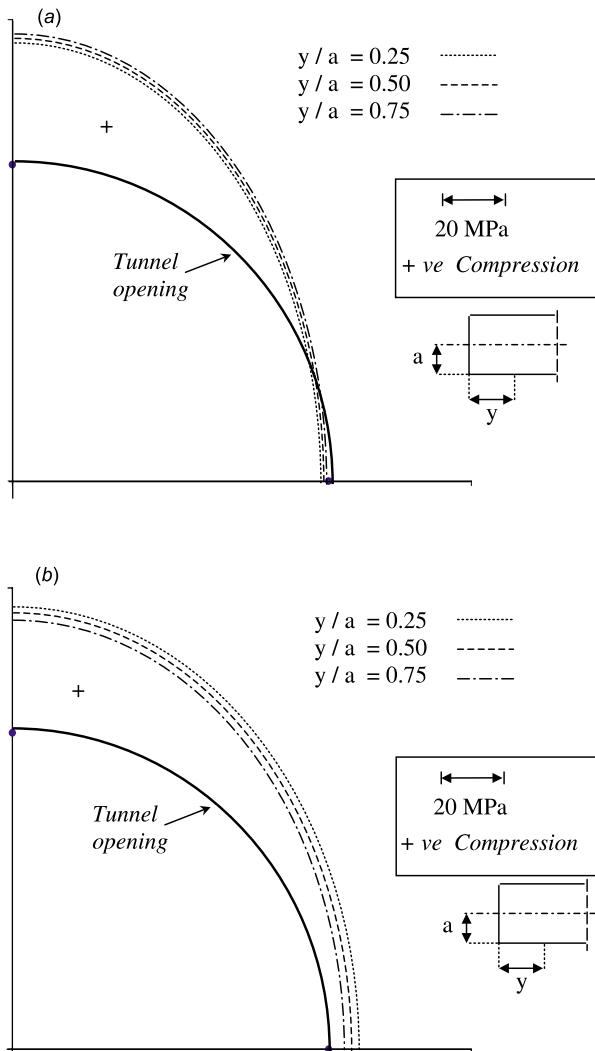 (a)
y / a = 0.25
y / a = 0.50
y / a = 0.75
+
Tunnel
opening
20 MPa
+ ve Compression
a
y
(b)
y / a = 0.25
y / a = 0.50
y / a = 0.75
+
Tunnel
opening
20 MPa
+ ve Compression
a
y